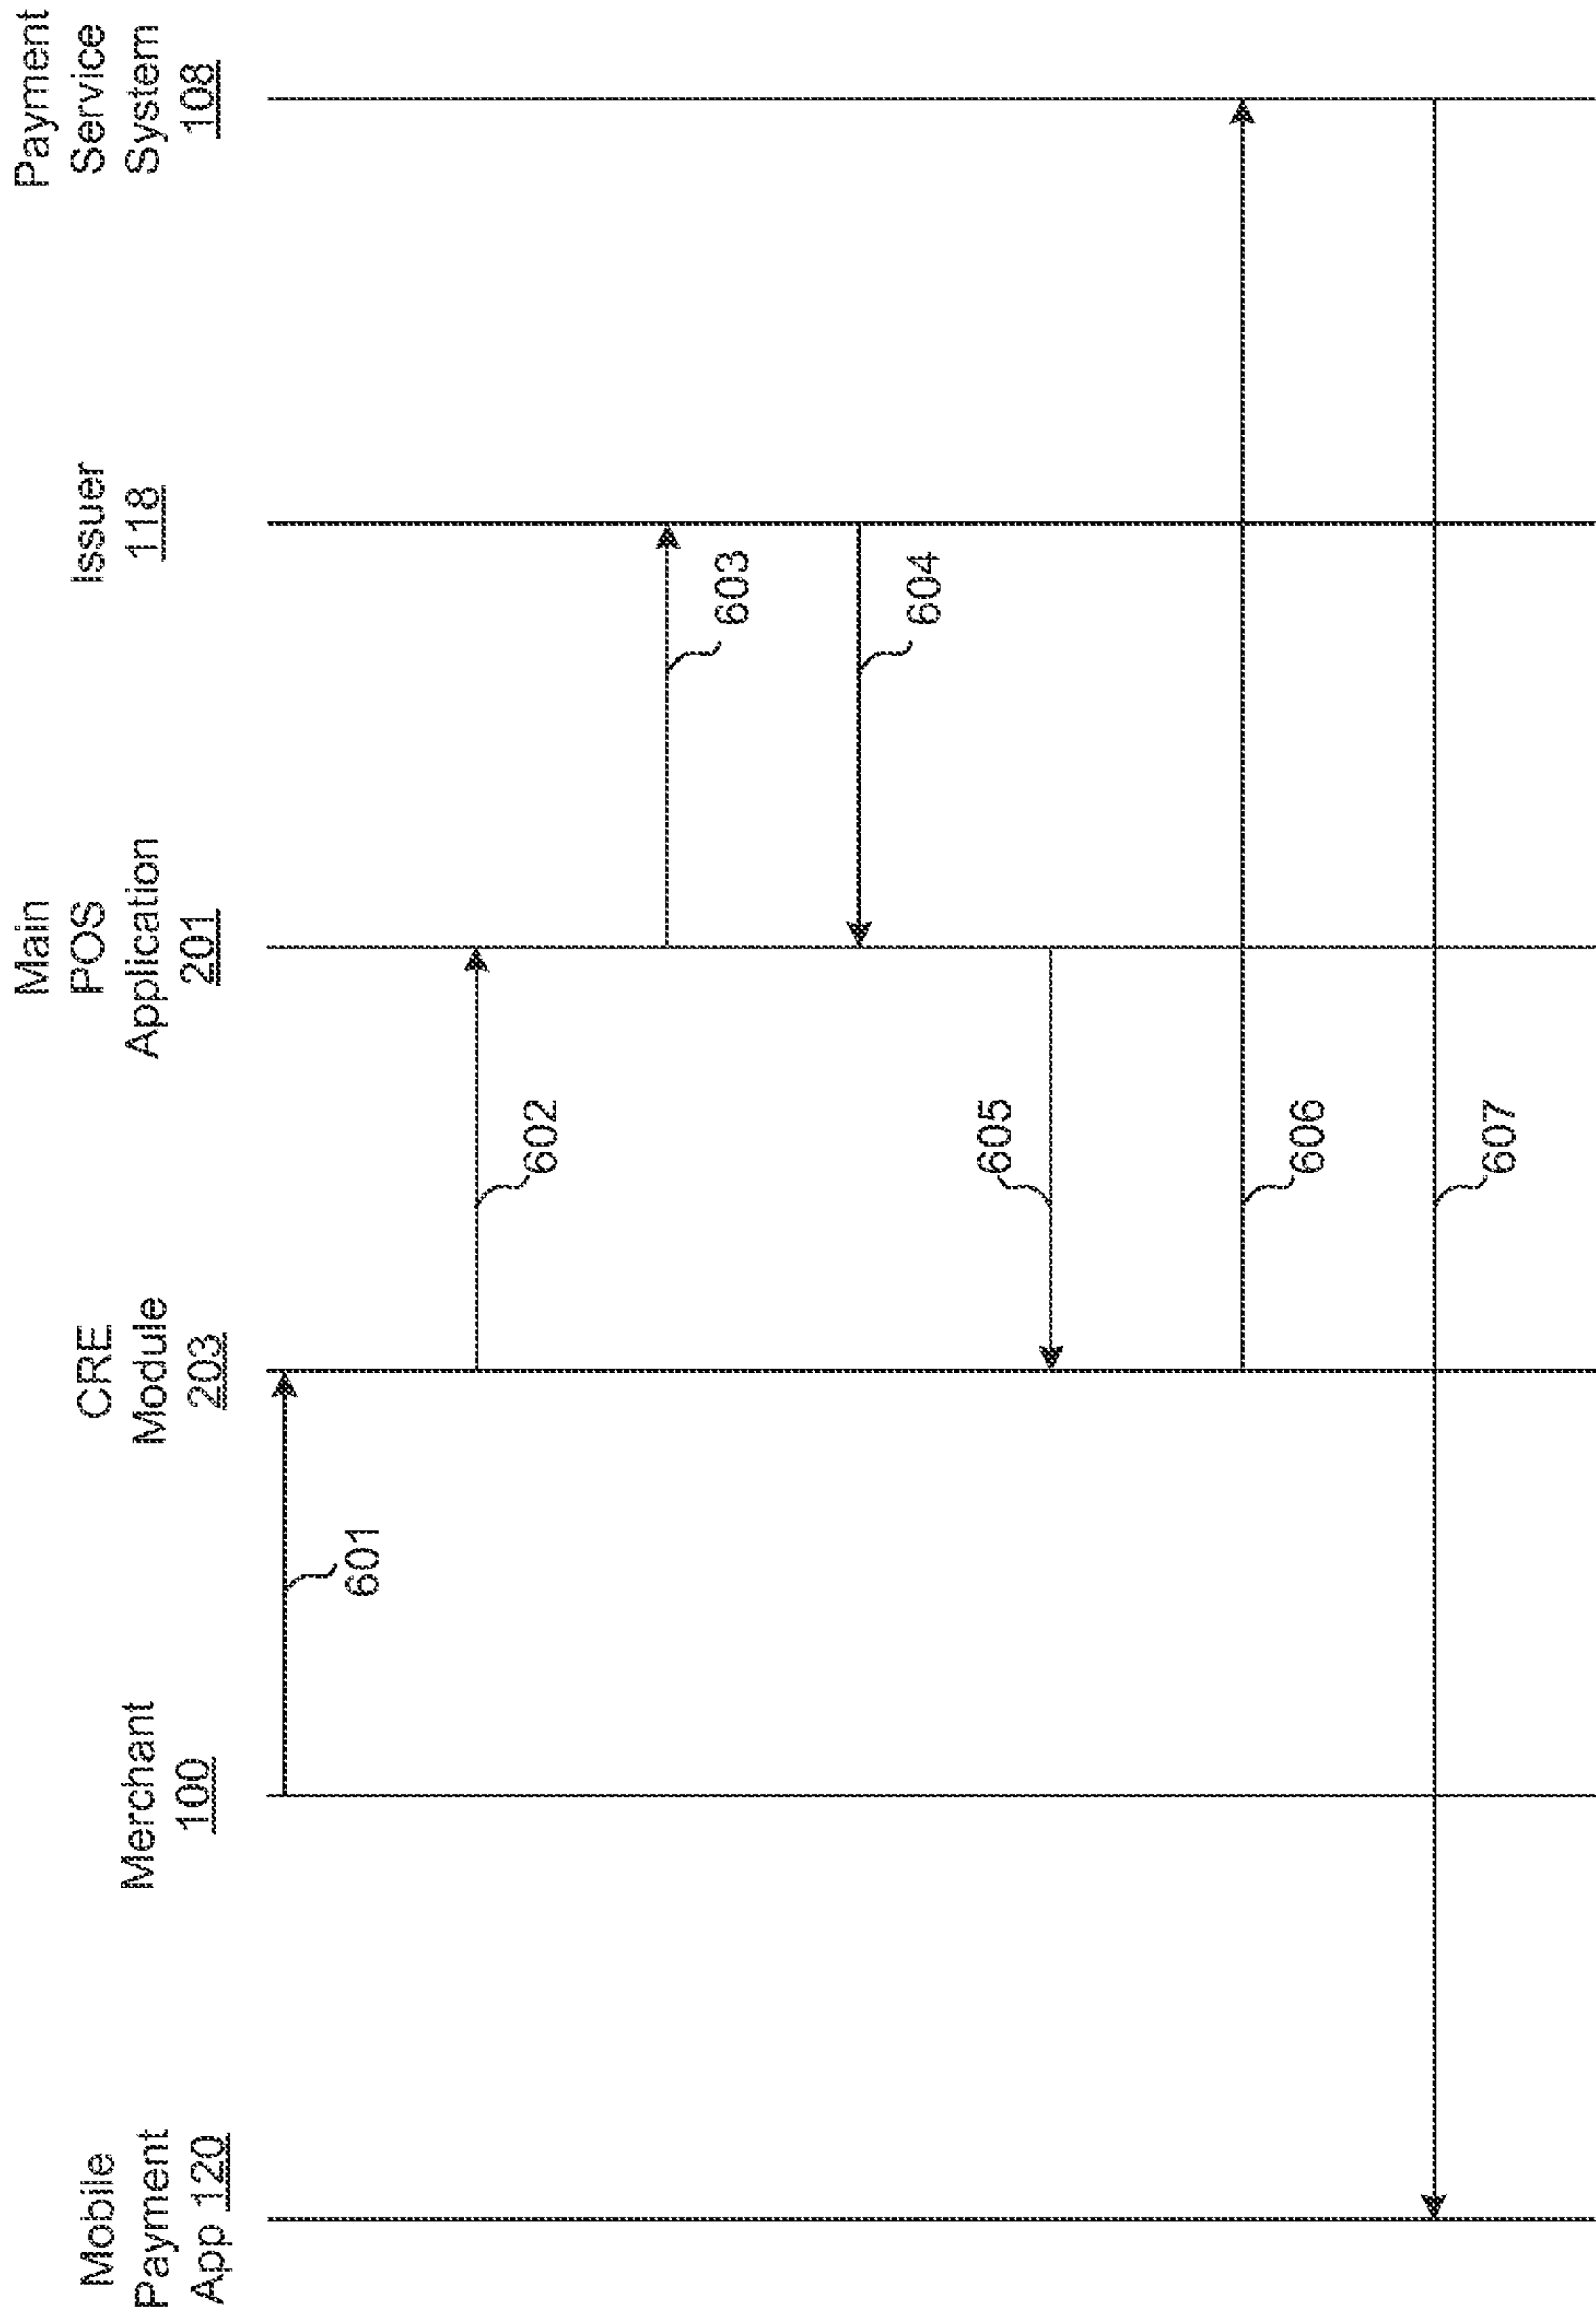 Mobile
Payment
App 120
Merchant
100
CRE
Module
203
Main
POS
Application
201
Issuer
118
Payment
Service
System
108
601
602
603
604
605
606
607